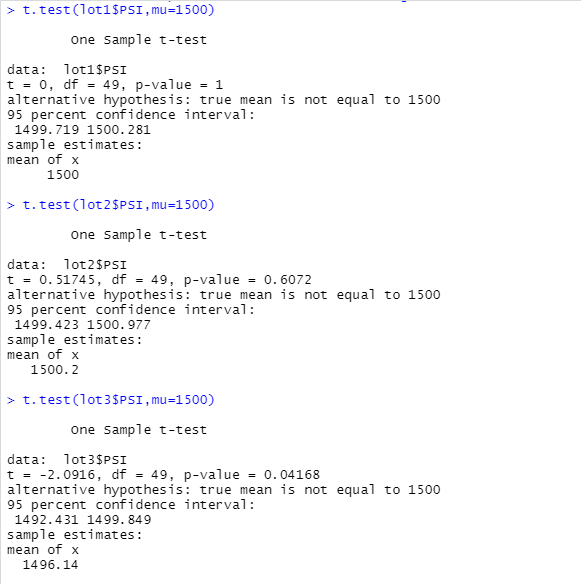 > t.test(lot1$PSI,mu=1500)
One Sample t-test
data:  lot1$PSI
t = 0, df = 49, p-value = 1
alternative hypothesis: true mean is not equal to 1500
95 percent confidence interval:
1499.719 1500.281
sample estimates:
mean of x
1500
> t.test(lot2$PSI,mu=1500)
One Sample t-test
data:  lot2$PSI
t = 0.51745, df = 49, p-value = 0.6072
alternative hypothesis: true mean is not equal to 1500
95 percent confidence interval:
1499.423 1500.977
sample estimates:
mean of x
1500.2
> t.test(lot3$PSI,mu=1500)
One Sample t-test
data:  lot3$PSI
t = -2.0916, df = 49, p-value = 0.04168
alternative hypothesis: true mean is not equal to 1500
95 percent confidence interval:
1492.431 1499.849
sample estimates:
mean of x
1496.14